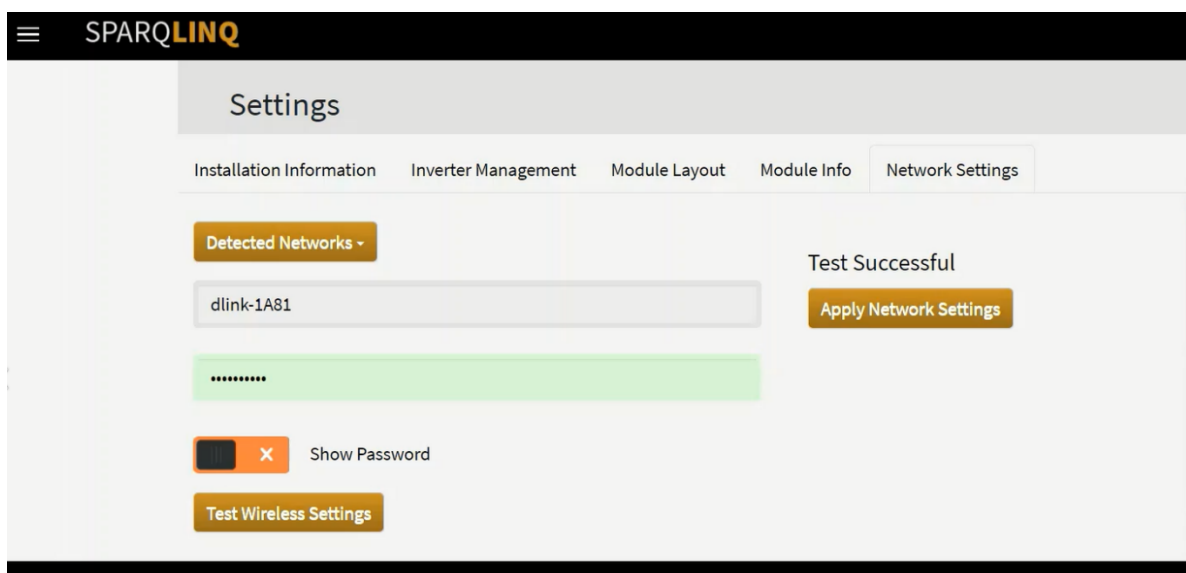 SPARQLINQ
Settings
Installation Information Inverter Management Module Layout Module Info Network Settings
Detected Networks
Test Successful
dlink-1A81
Apply Network Settings
••••••••••
Show Password
Test Wireless Settings